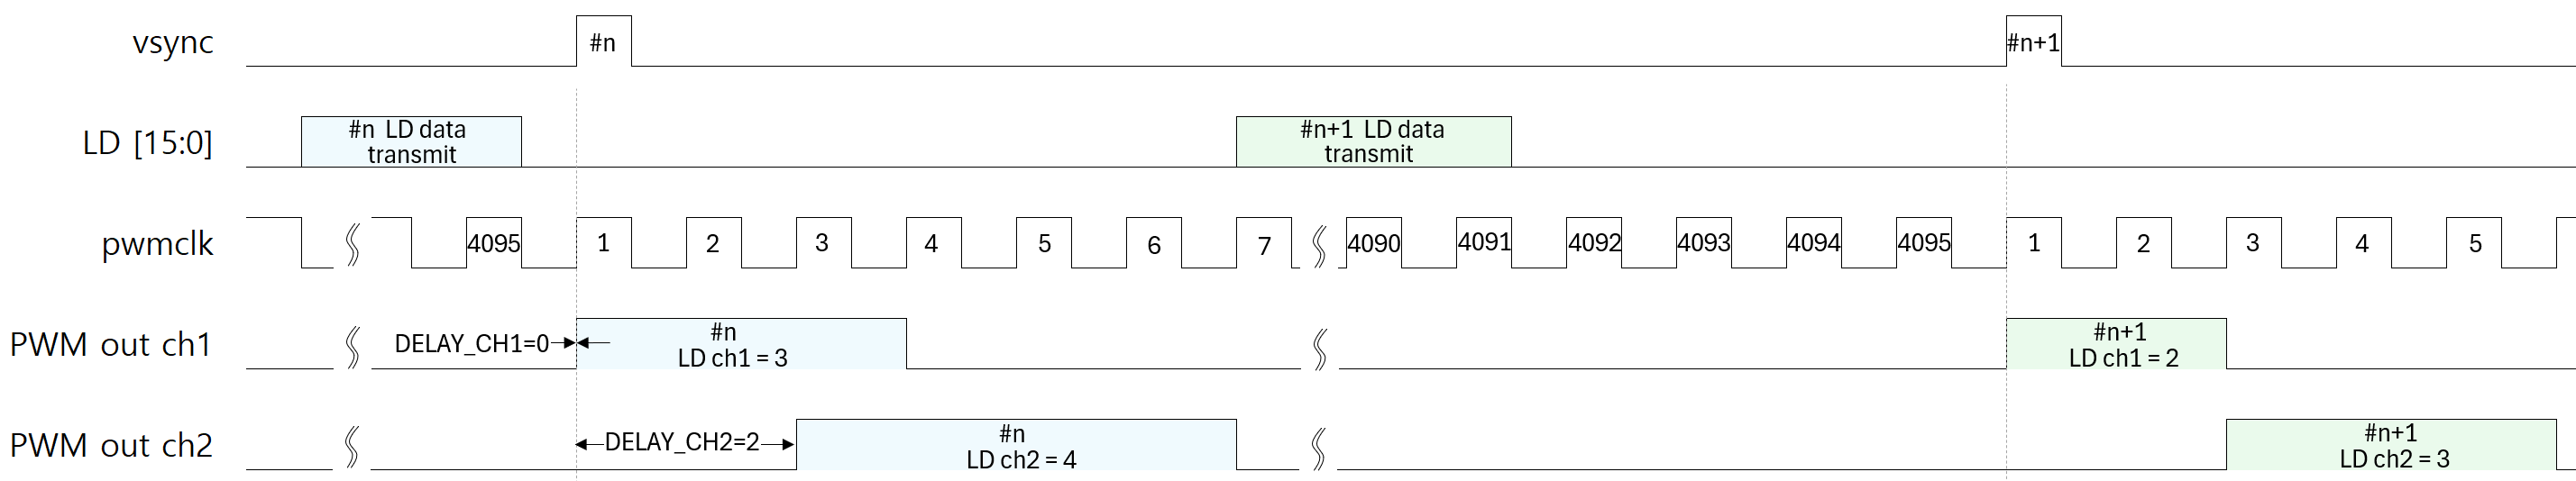 vsync
#n
#n+1
LD [15:0]
#n LD data
transmit
#n+1 LD data
transmit
pwmclk
4095
1
2
3
4
5
6
7
4090
4091
4092
4093
4094
4095
1
2
3
4
5
PWM out ch1
DELAY_CH1=0
#n
LD ch1 = 3
#n+1
LD ch1 = 2
PWM out ch2
DELAY_CH2=2
#n
LD ch2 = 4
#n+1
LD ch2 = 3